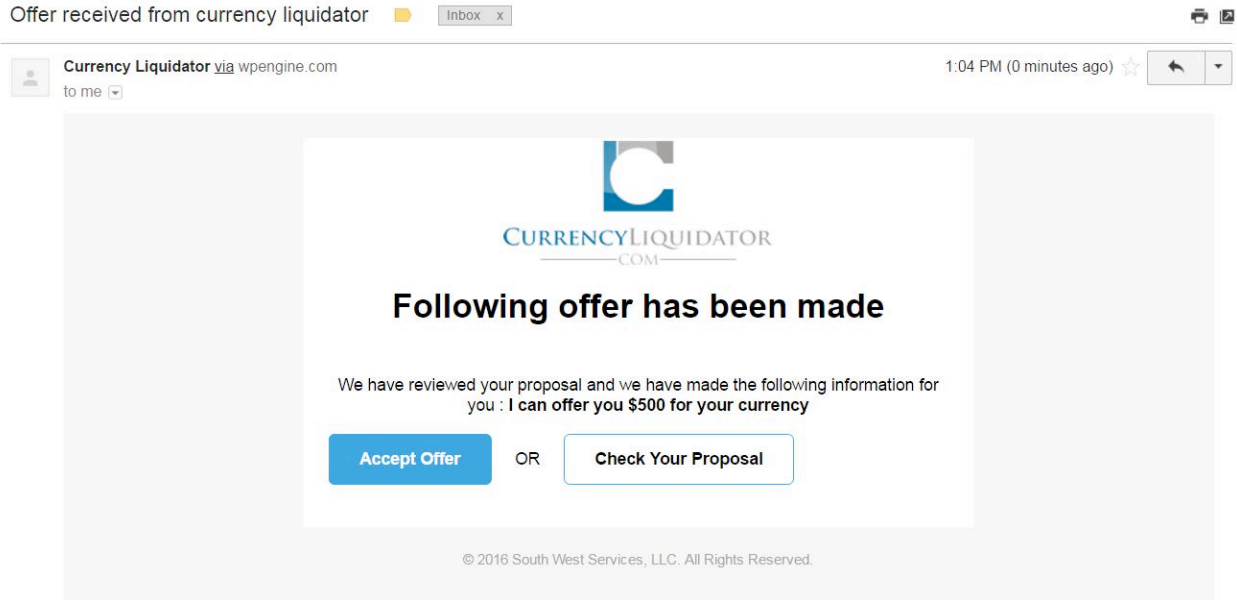 Offer received from currency liquidator
Inbox x
Currency Liquidator via wpengine.com
1:04 PM (0 minutes ago)
to me
CURRENCYLIQUIDATOR
COM
Following offer has been made
We have reviewed your proposal and we have made the following information for
you : I can offer you $500 for your currency
Accept Offer OR Check Your Proposal
© 2016 South West Services, LLC. All Rights Reserved.